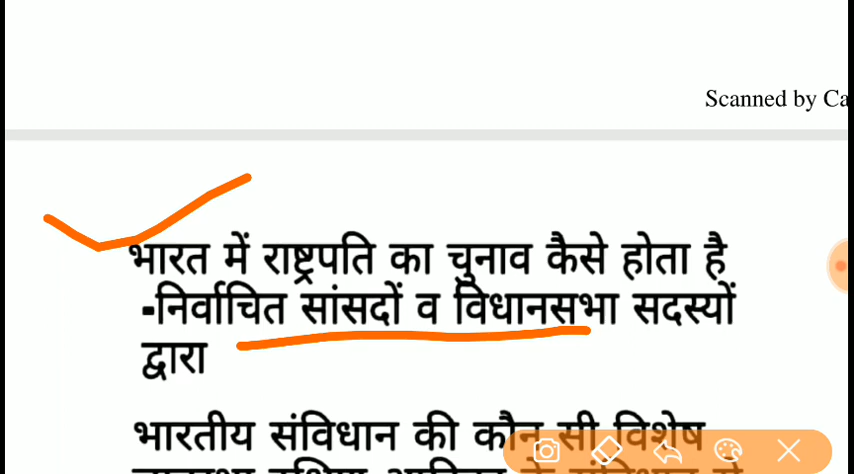 Scanned by Ca
भारत में राष्ट्रपति का चुनाव कैसे होता है
-निर्वाचित सांसदों व विधानसभा सदस्यों
द्वारा
भारतीय संविधान की कौन सी विशेष